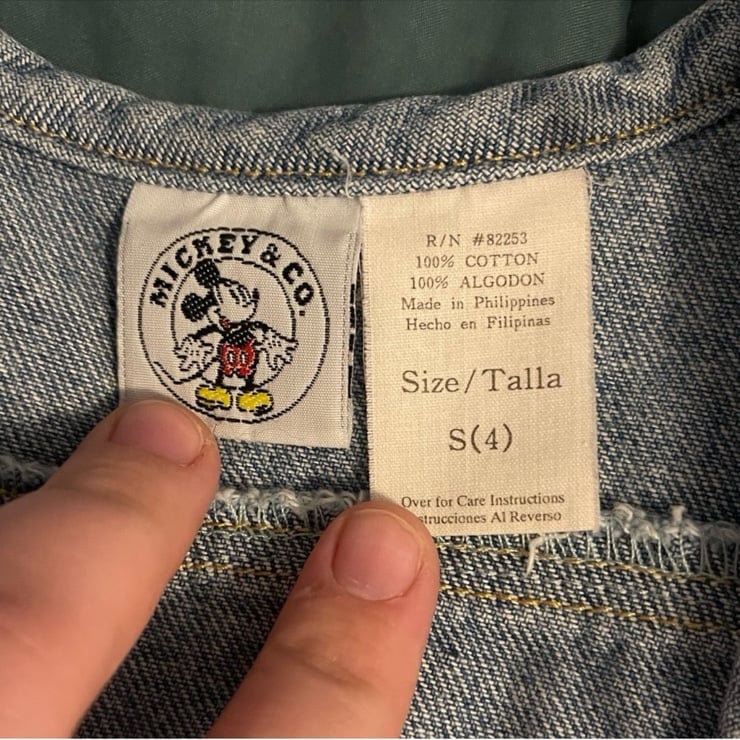 MICKEY & CO.
R/N #82253
100% COTTON
100% ALGODON
Made in Philippines
Hecho en Filipinas
Size/Talla
S(4)
Over for Care Instructions
strucciones Al Reverso